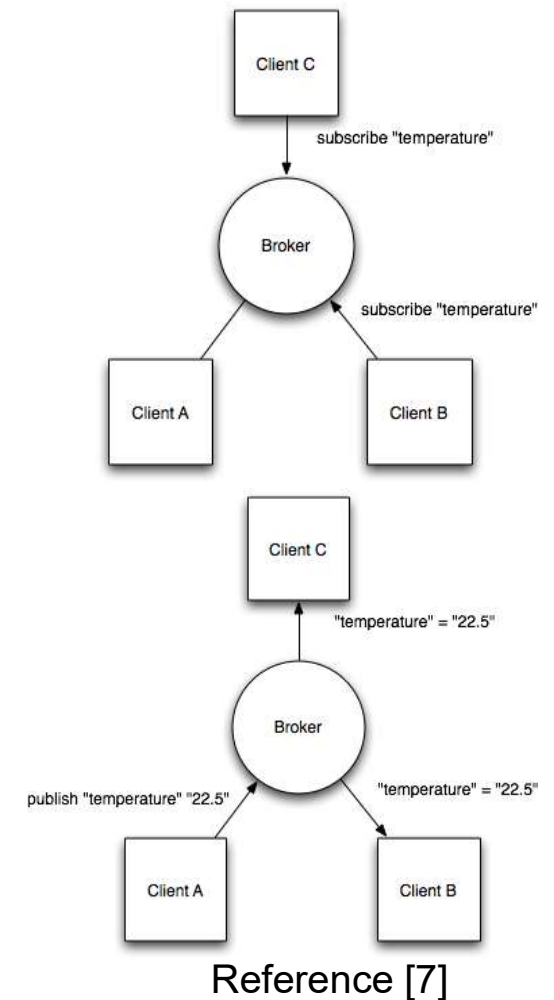 Client C
subscribe "temperature"
Broker
subscribe "temperature"
Client A
Client B
Client C
"temperature" = "22.5"
Broker
publish "temperature" "22.5"
"temperature" = "22.5"
Client A
Client B
Reference [7]